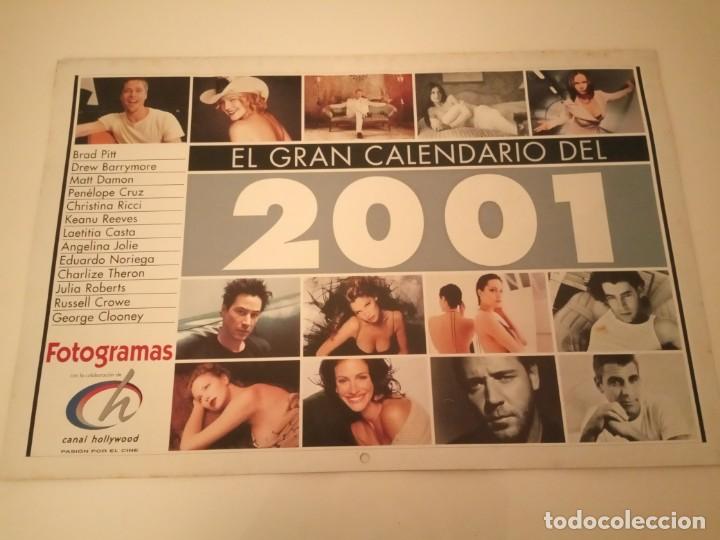 EL GRAN CALENDARIO DEL
2001
Brad Pitt
Drew Barrymore
Matt Damon
Penélope Cruz
Christina Ricci
Keanu Reeves
Laetitia Casta
Angelina Jolie
Eduardo Noriega
Charlize Theron
Julia Roberts
Russell Crowe
George Clooney
Fotogramas
con la colaboración de
Ch
canal hollywood
PASIÓN POR EL CINE
todocoleccion.net